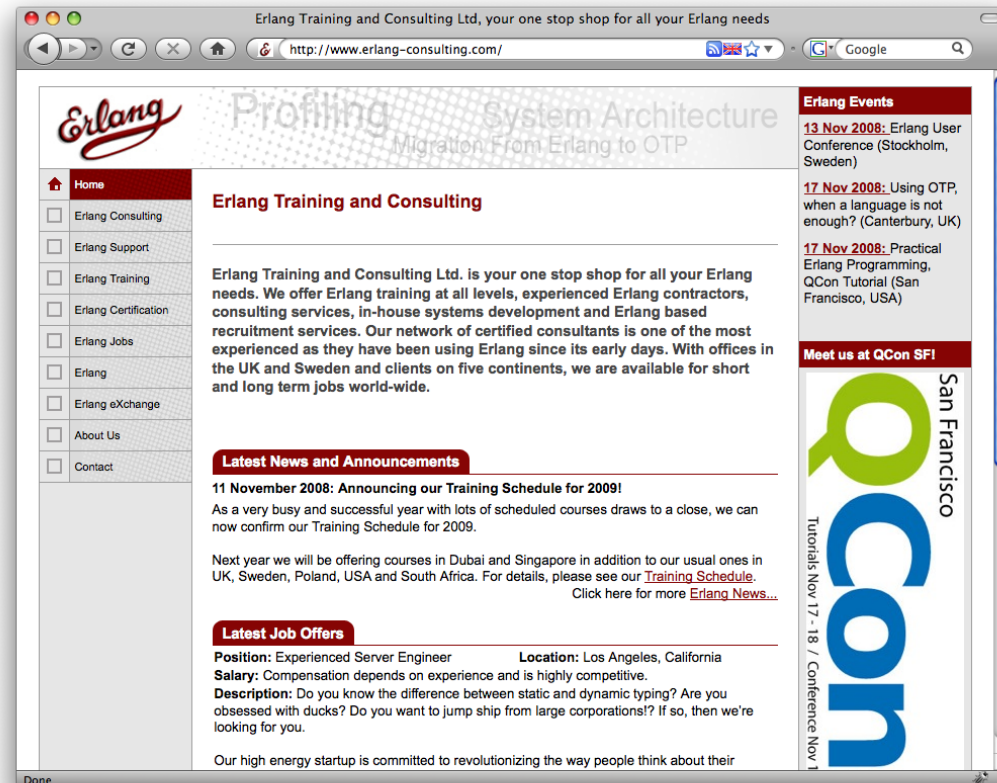 Erlang Training and Consulting Ltd, your one stop shop for all your Erlang needs
http://www.erlang-consulting.com/
G
Google
Erlang
Profiling
System Architecture
Migration From Erlang to OTP
Home
Erlang Consulting
Erlang Support
Erlang Training
Erlang Certification
Erlang Jobs
Erlang
Erlang eXchange
About Us
Contact
Erlang Training and Consulting
Erlang Training and Consulting Ltd. is your one stop shop for all your Erlang
needs. We offer Erlang training at all levels, experienced Erlang contractors,
consulting services, in-house systems development and Erlang based
recruitment services. Our network of certified consultants is one of the most
experienced as they have been using Erlang since its early days. With offices in
the UK and Sweden and clients on five continents, we are available for short
and long term jobs world-wide.
Latest News and Announcements
11 November 2008: Announcing our Training Schedule for 2009!
As a very busy and successful year with lots of scheduled courses draws to a close, we can
now confirm our Training Schedule for 2009.
Next year we will be offering courses in Dubai and Singapore in addition to our usual ones in
UK, Sweden, Poland, USA and South Africa. For details, please see our Training Schedule.
Click here for more Erlang News...
Latest Job Offers
Position: Experienced Server Engineer Location: Los Angeles, California
Salary: Compensation depends on experience and is highly competitive.
Description: Do you know the difference between static and dynamic typing? Are you
obsessed with ducks? Do you want to jump ship from large corporations!? If so, then we're
looking for you.
Our high energy startup is committed to revolutionizing the way people think about their
Erlang Events
13 Nov 2008: Erlang User
Conference (Stockholm,
Sweden)
17 Nov 2008: Using OTP,
when a language is not
enough? (Canterbury, UK)
17 Nov 2008: Practical
Erlang Programming,
QCon Tutorial (San
Francisco, USA)
Meet us at QCon SF!
San Francisco
QCon
Tutorials Nov 17 - 18 / Conference Nov 1
Done